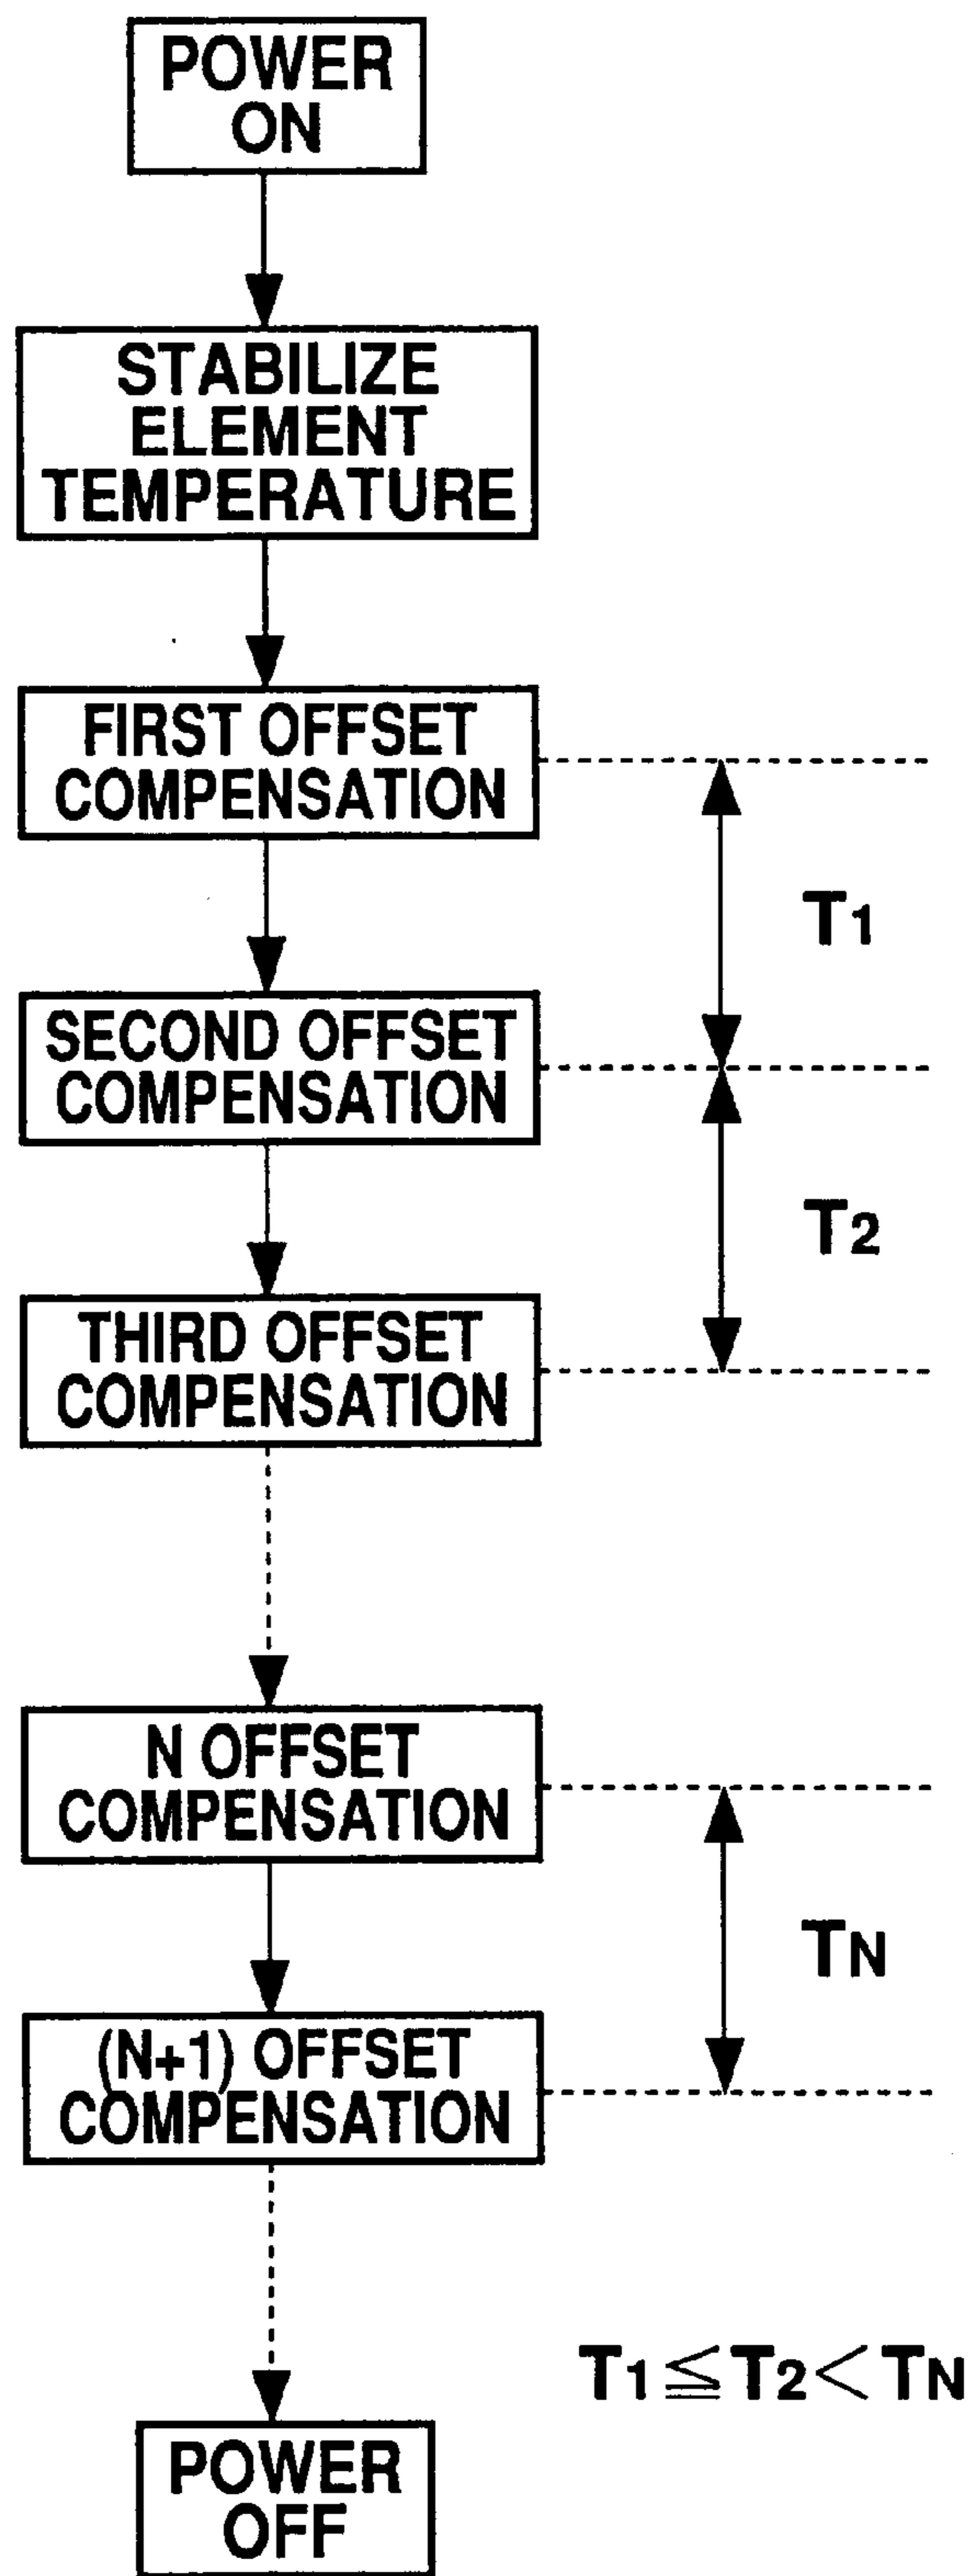 POWER
ON
STABILIZE
ELEMENT
TEMPERATURE
FIRST OFFSET
COMPENSATION
T1
SECOND OFFSET
COMPENSATION
T2
THIRD OFFSET
COMPENSATION
N OFFSET
COMPENSATION
TN
(N+1) OFFSET
COMPENSATION
T1≦T2<TN
POWER
OFF